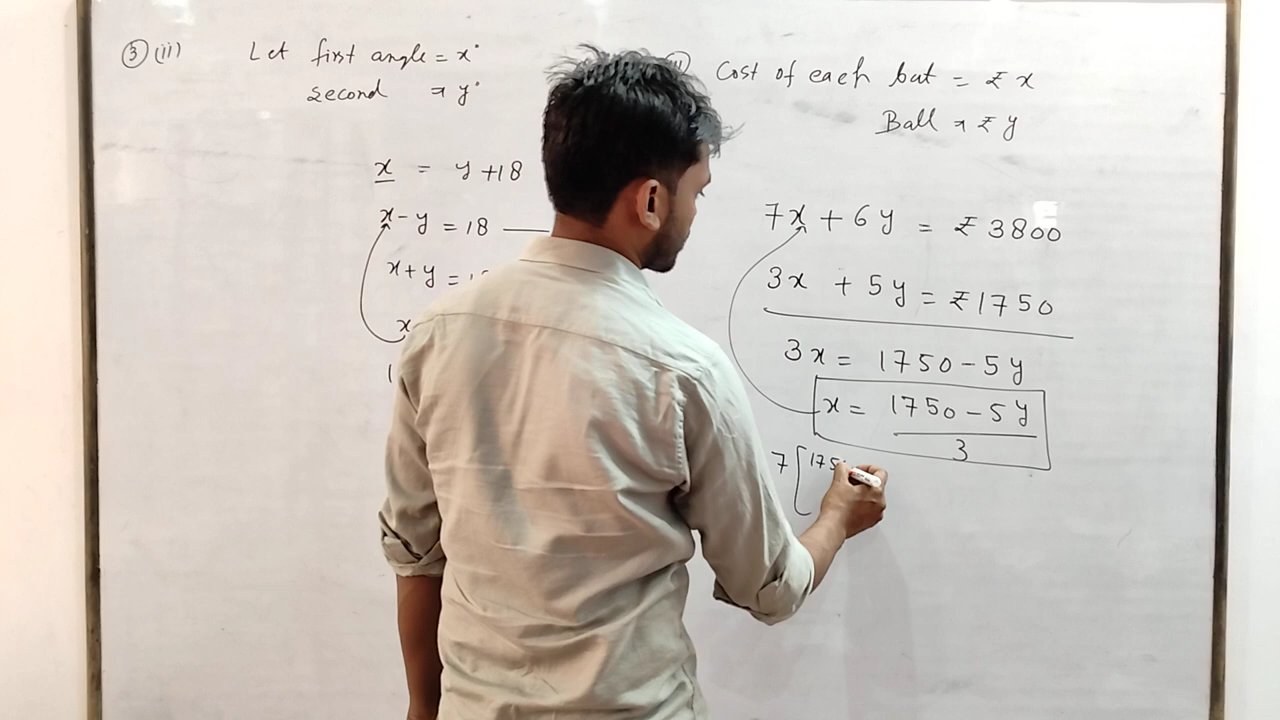 ③ (ii) Let first angle = x°
second = y°
x = y + 18
x - y = 18
x + y =
x
Cost of each bat = ₹ x
Ball = ₹ y
7x + 6y = ₹ 3800
3x + 5y = ₹ 1750
3x = 1750 - 5y
x = 1750 - 5y
3
7 [ 175